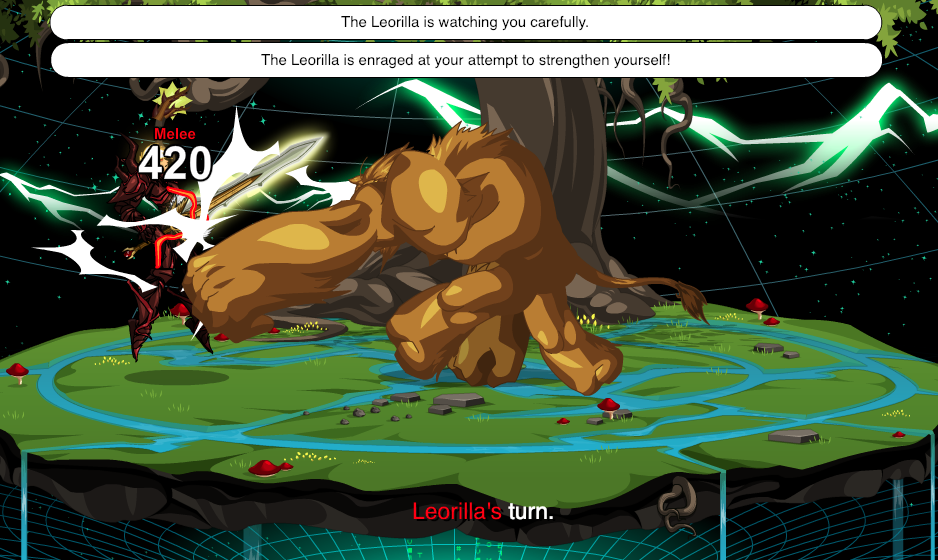 The Leorilla is watching you carefully.
The Leorilla is enraged at your attempt to strengthen yourself!
Melee
420
Leorilla's turn.